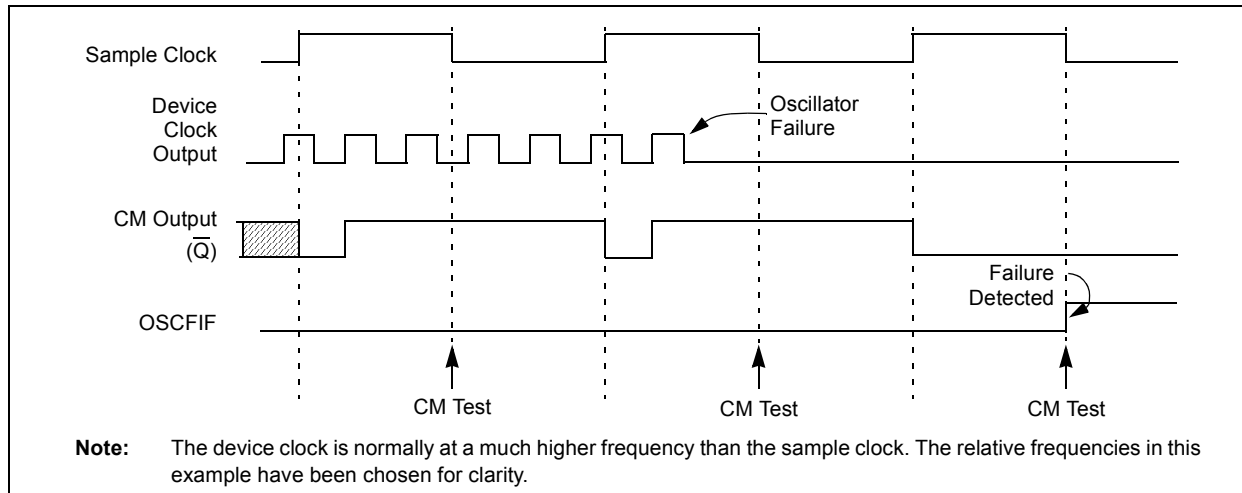 Sample Clock
Device
Clock
Output
Oscillator
Failure
CM Output
(Q̅)
Failure
Detected
OSCFIF
CM Test
CM Test
CM Test
Note: The device clock is normally at a much higher frequency than the sample clock. The relative frequencies in this
example have been chosen for clarity.